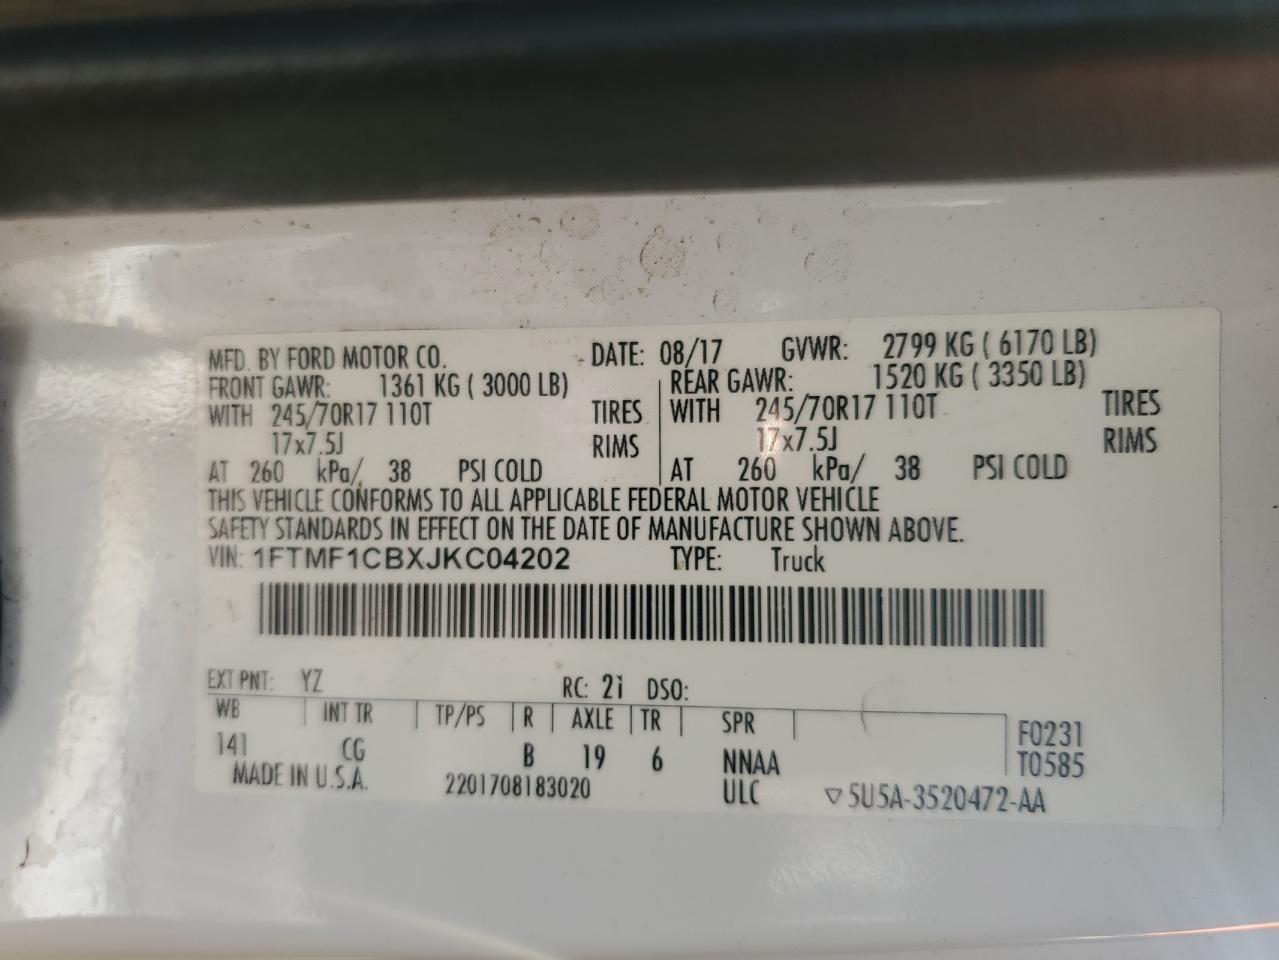 MFD. BY FORD MOTOR CO. DATE: 08/17 GVWR: 2799 KG ( 6170 LB)
FRONT GAWR: 1361 KG ( 3000 LB) REAR GAWR: 1520 KG ( 3350 LB)
WITH 245/70R17 110T TIRES WITH 245/70R17 110T TIRES
17x7.5J RIMS 17x7.5J RIMS
AT 260 kPa/ 38 PSI COLD AT 260 kPa/ 38 PSI COLD
THIS VEHICLE CONFORMS TO ALL APPLICABLE FEDERAL MOTOR VEHICLE
SAFETY STANDARDS IN EFFECT ON THE DATE OF MANUFACTURE SHOWN ABOVE.
VIN: 1FTMF1CBXJKC04202 TYPE: Truck
EXT PNT: YZ RC: 2i DSO:
WB INT TR TP/PS R AXLE TR SPR F0231
141 CG B 19 6 NNAA T0585
MADE IN U.S.A. 2201708183020 ULC ▽5U5A-3520472-AA